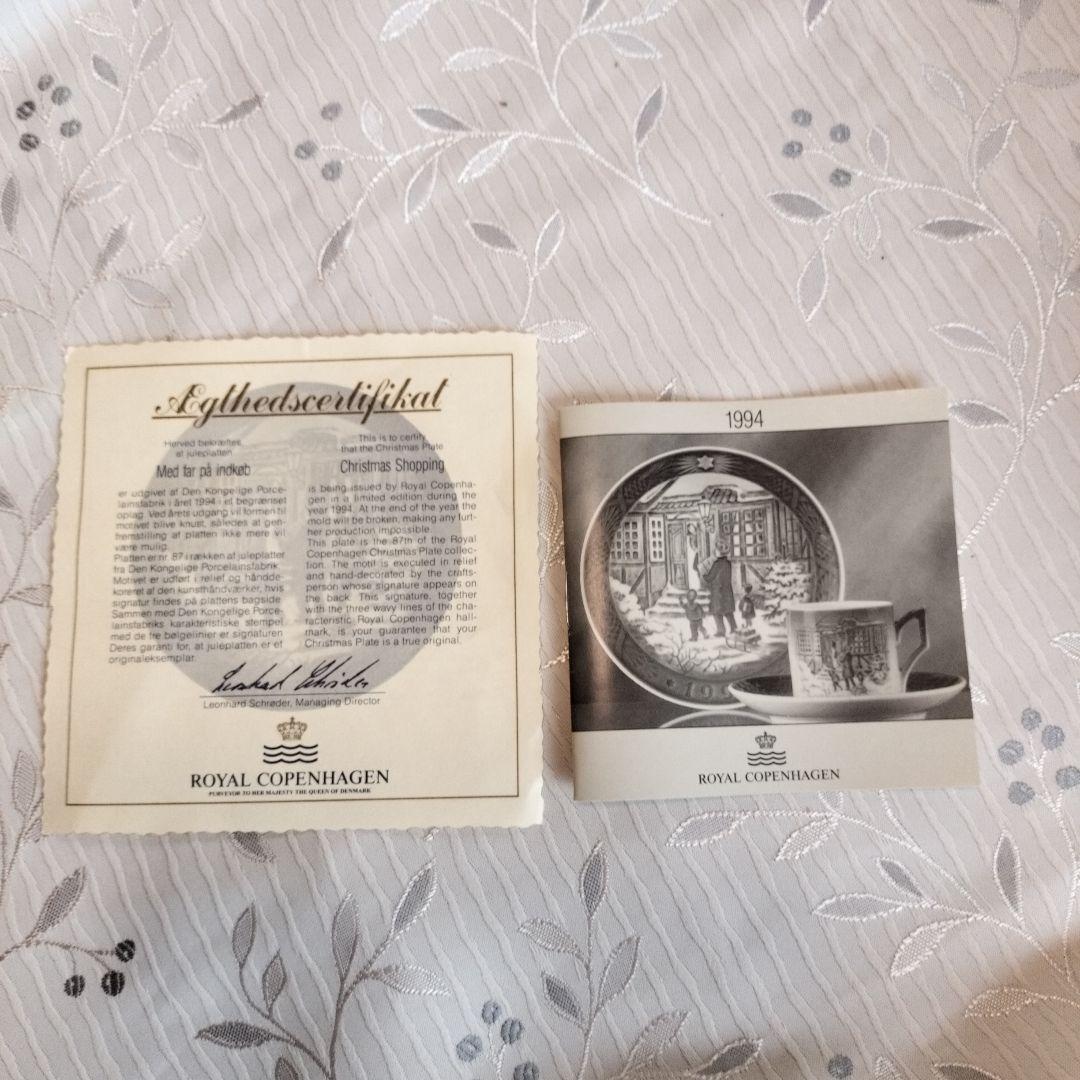 Ægthedscertifikat
Herved bekræftes
at juleplatten
Med far på indkøb
er udgivet af Den Kongelige Porce-
lainsfabrik i året 1994 i et begrænset
oplag. Ved årets udgang vil formen til
motivet blive knust, således at gen-
fremstilling af platten ikke mere vil
være mulig.
Platten er nr. 87 i rækken af juleplatter
fra Den Kongelige Porcelainsfabrik.
Motivet er udført i relief og håndde-
koreret af den kunsthåndværker, hvis
signatur findes på plattens bagside.
Sammen med Den Kongelige Porce-
lainsfabriks karakteristiske stempel
med de tre bølgelinier er signaturen
Deres garanti for, at juleplatten er et
originaleksemplar.
This is to certify
that the Christmas Plate
Christmas Shopping
is being issued by Royal Copenha-
gen in a limited edition during the
year 1994. At the end of the year the
mold will be broken, making any furt-
her production impossible.
This plate is the 87th of the Royal
Copenhagen Christmas Plate collec-
tion. The motif is executed in relief
and hand-decorated by the crafts-
person whose signature appears on
the back. This signature, together
with the three wavy lines of the cha-
racteristic Royal Copenhagen hall-
mark, is your guarantee that your
Christmas Plate is a true original.
Leonhard Schrøder
Leonhard Schrøder, Managing Director
ROYAL COPENHAGEN
PURVEYOR TO HER MAJESTY THE QUEEN OF DENMARK
1994
ROYAL COPENHAGEN